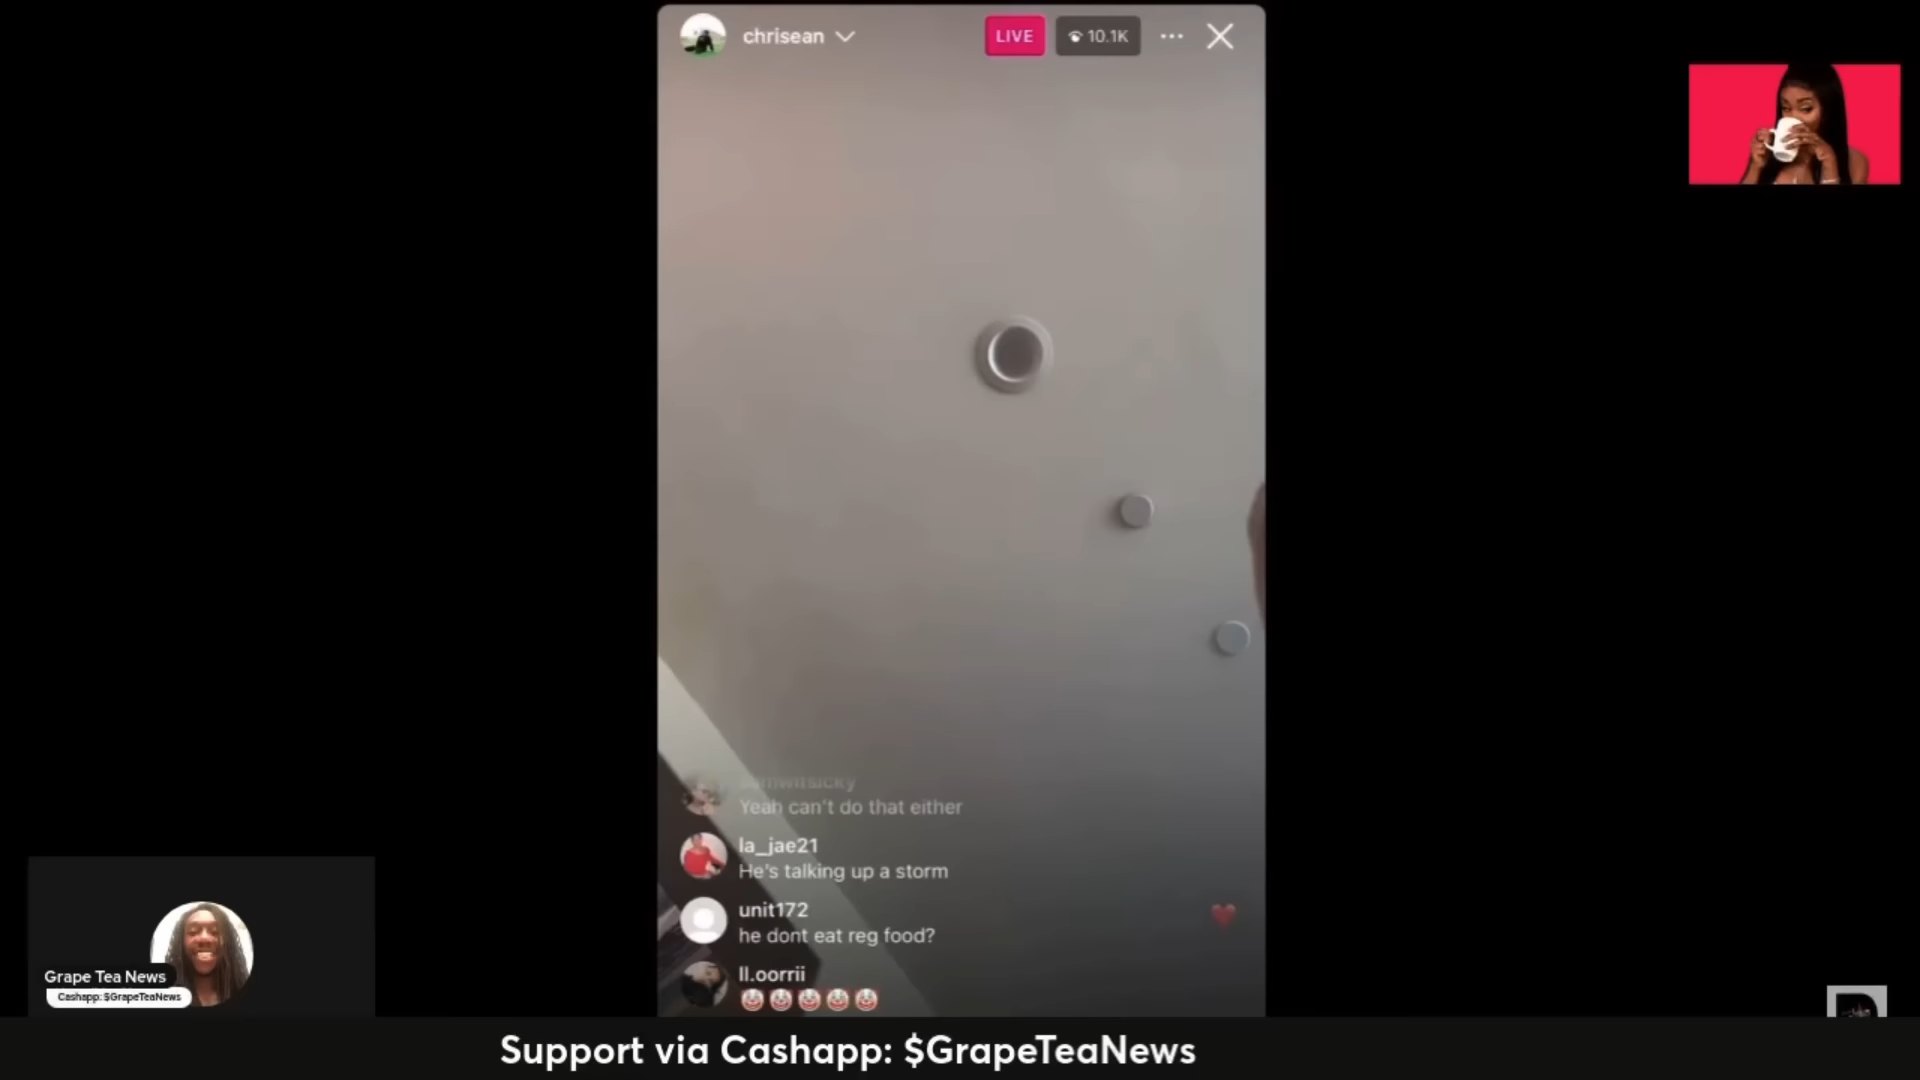 chrisean
LIVE
10.1K
Yeah can't do that either
la_jae21
He's talking up a storm
unit172
he dont eat reg food?
ll.oorrii
Grape Tea News
Cashapp: $GrapeTeaNews
Support via Cashapp: $GrapeTeaNews